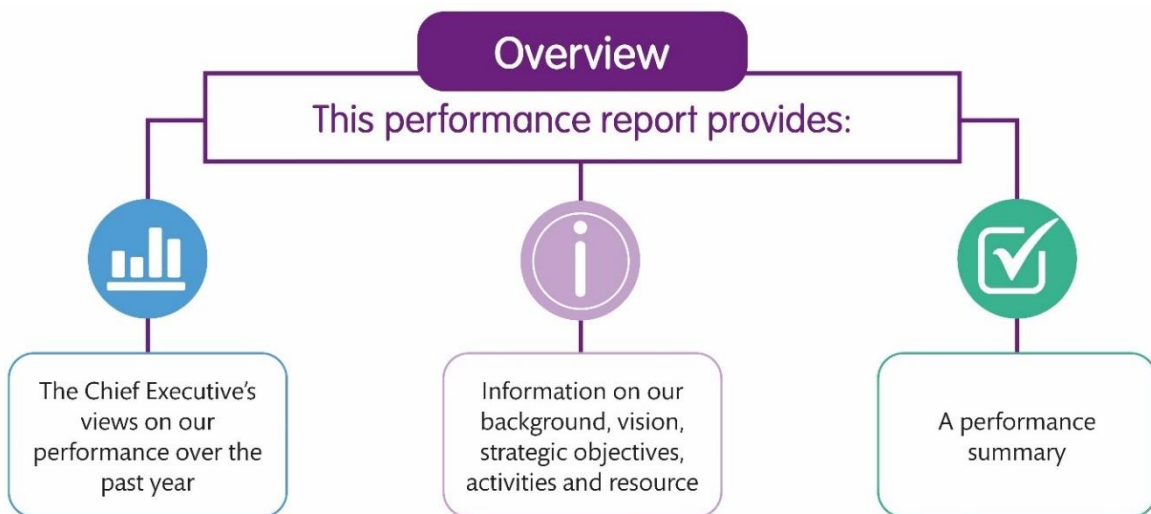 Overview
This performance report provides:
The Chief Executive’s
views on our
performance over the
past year
Information on our
background, vision,
strategic objectives,
activities and resource
A performance
summary